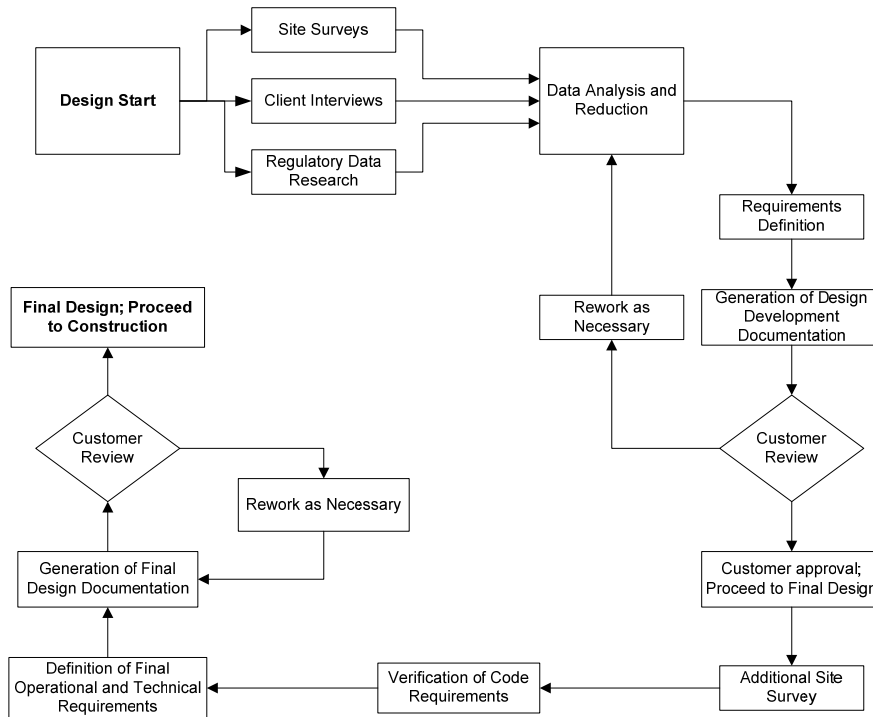 Design Start
Site Surveys
Client Interviews
Regulatory Data
Research
Data Analysis and
Reduction
Requirements
Definition
Generation of Design
Development
Documentation
Rework as
Necessary
Customer
Review
Customer approval;
Proceed to Final Design
Additional Site
Survey
Verification of Code
Requirements
Definition of Final
Operational and Technical
Requirements
Generation of Final
Design Documentation
Rework as Necessary
Customer
Review
Final Design; Proceed
to Construction